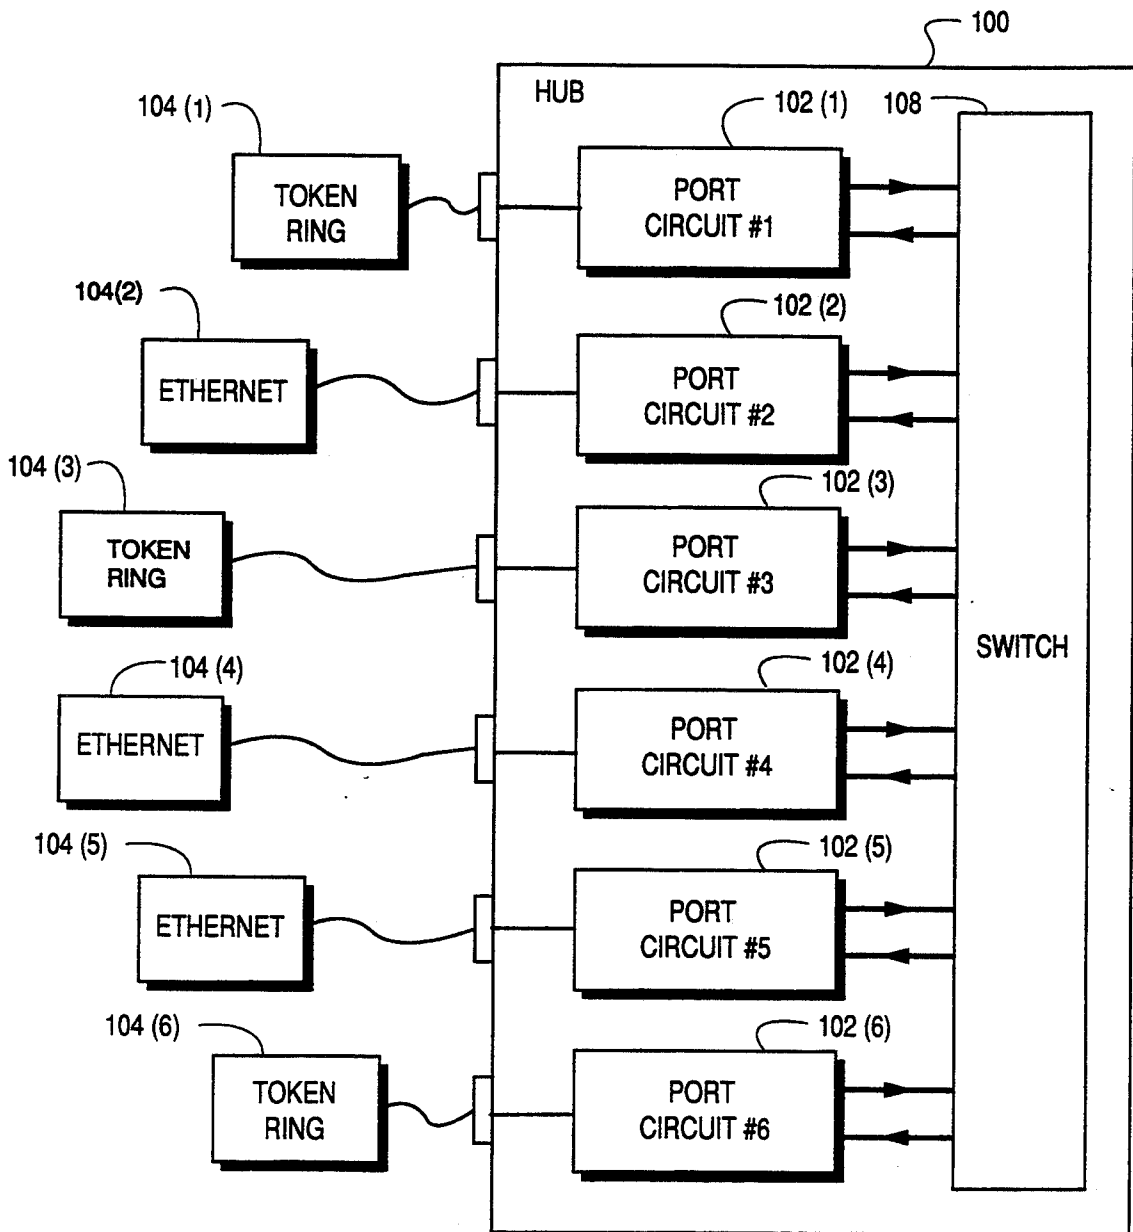 100
HUB
104 (1)
102 (1)
108
TOKEN
RING
PORT
CIRCUIT #1
104(2)
102 (2)
ETHERNET
PORT
CIRCUIT #2
104 (3)
102 (3)
TOKEN
RING
PORT
CIRCUIT #3
SWITCH
104 (4)
102 (4)
ETHERNET
PORT
CIRCUIT #4
104 (5)
102 (5)
ETHERNET
PORT
CIRCUIT #5
104 (6)
102 (6)
TOKEN
RING
PORT
CIRCUIT #6